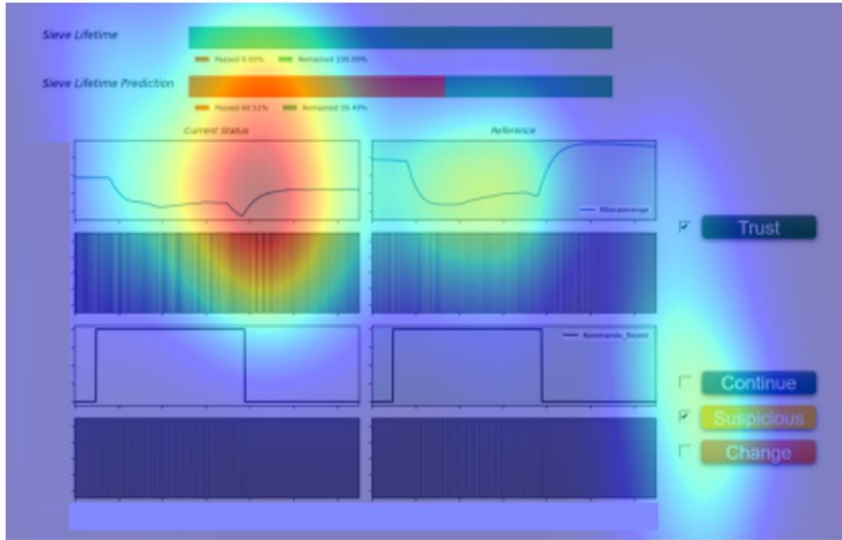 Sieve Lifetime
Passed 0.00% Remained 100.00%
Sieve Lifetime Prediction
Passed 60.51% Remained 39.49%
Current Status Reference
Trust
Continue
Suspicious
Change